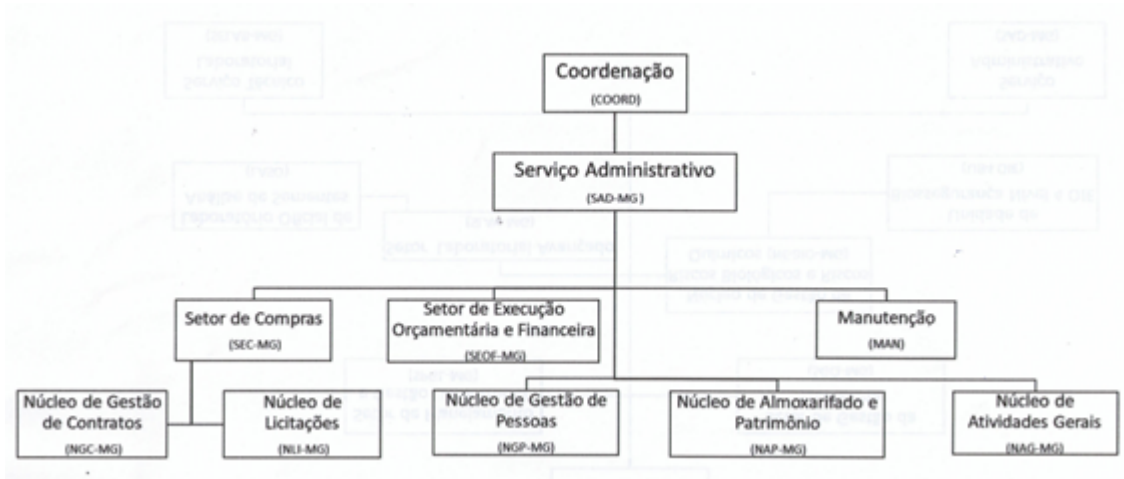 Coordenação
(COORD)
Serviço Administrativo
(SAD-MG)
Setor de Compras
(SEC-MG)
Setor de Execução
Orçamentária e Financeira
(SEOF-MG)
Manutenção
(MAN)
Núcleo de Gestão
de Contratos
(NGC-MG)
Núcleo de
Licitações
(NLI-MG)
Núcleo de Gestão de
Pessoas
(NGP-MG)
Núcleo de Almoxarifado e
Patrimônio
(NAP-MG)
Núcleo de
Atividades Gerais
(NAG-MG)